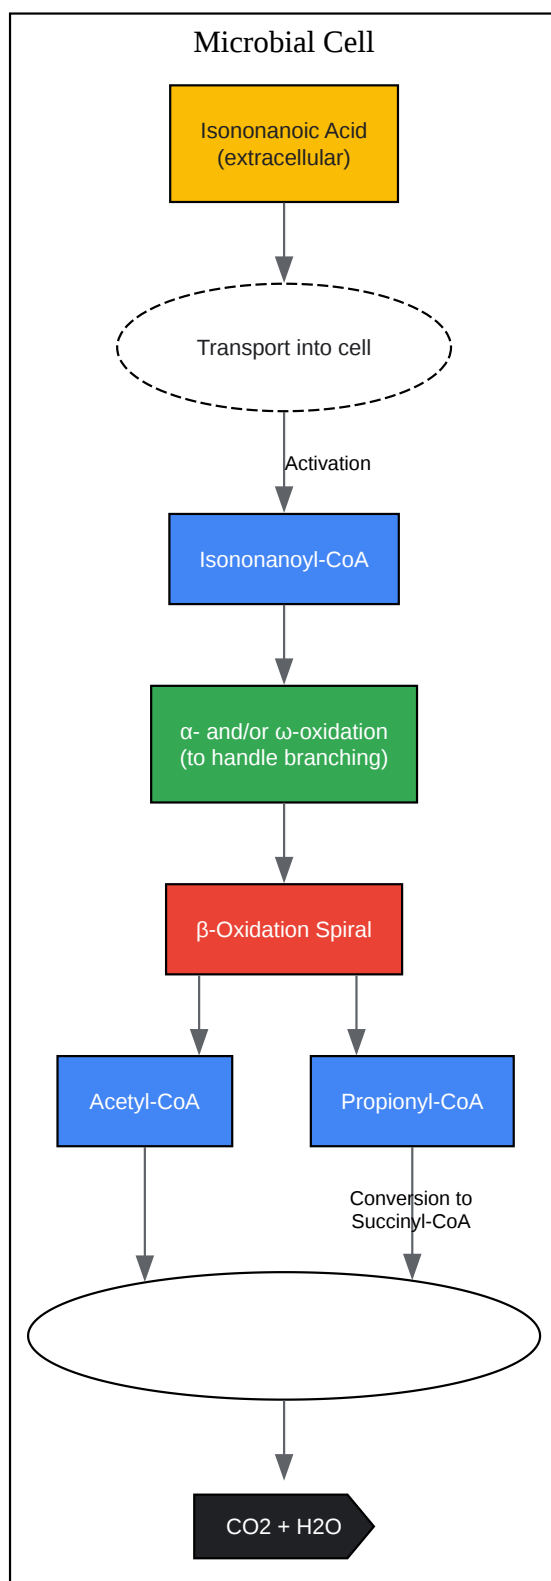 Microbial Cell
Isononanoic Acid
(extracellular)
Transport into cell
Activation
Isononanoyl-CoA
α- and/or ω-oxidation
(to handle branching)
β-Oxidation Spiral
Acetyl-CoA
Propionyl-CoA
Conversion to
Succinyl-CoA
CO2 + H2O